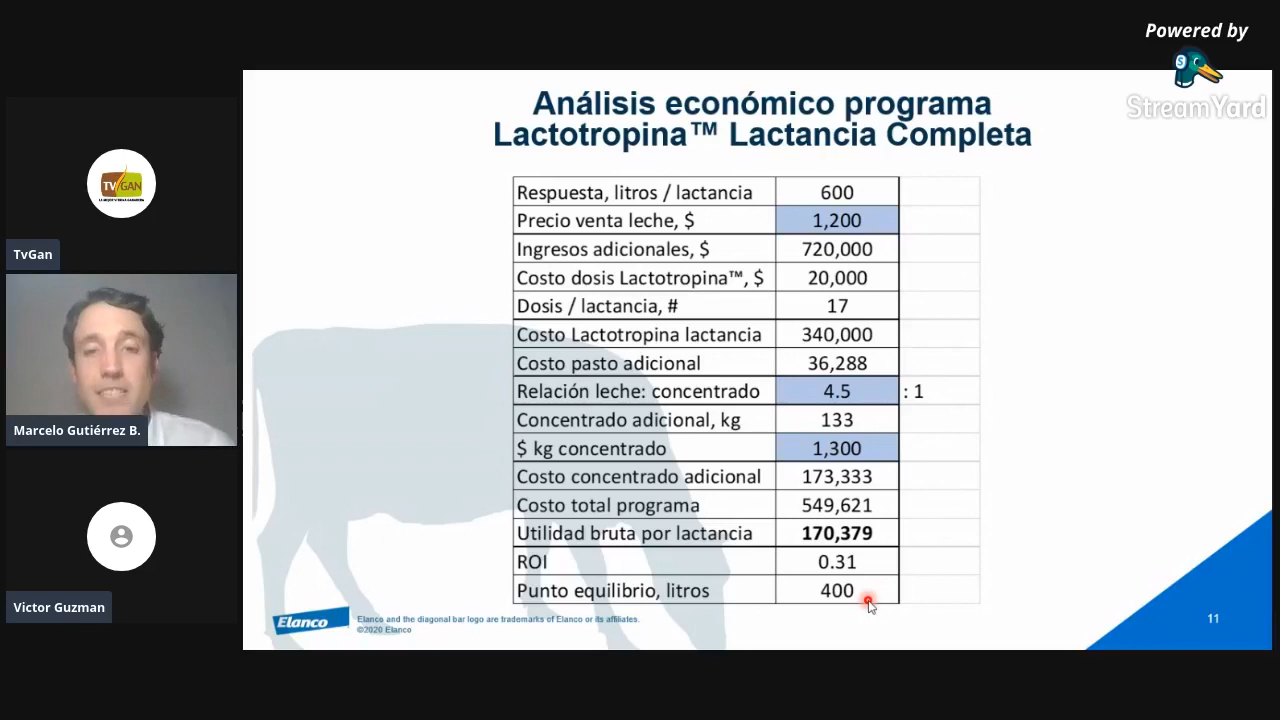 Powered by
StreamYard
TV GAN
TvGan
Marcelo Gutiérrez B.
Victor Guzman
Análisis económico programa
Lactotropina™ Lactancia Completa
Respuesta, litros / lactancia 600
Precio venta leche, $ 1,200
Ingresos adicionales, $ 720,000
Costo dosis Lactotropina™, $ 20,000
Dosis / lactancia, # 17
Costo Lactotropina lactancia 340,000
Costo pasto adicional 36,288
Relación leche: concentrado 4.5 : 1
Concentrado adicional, kg 133
$ kg concentrado 1,300
Costo concentrado adicional 173,333
Costo total programa 549,621
Utilidad bruta por lactancia 170,379
ROI 0.31
Punto equilibrio, litros 400
Elanco
Elanco and the diagonal bar logo are trademarks of Elanco or its affiliates.
©2020 Elanco
11